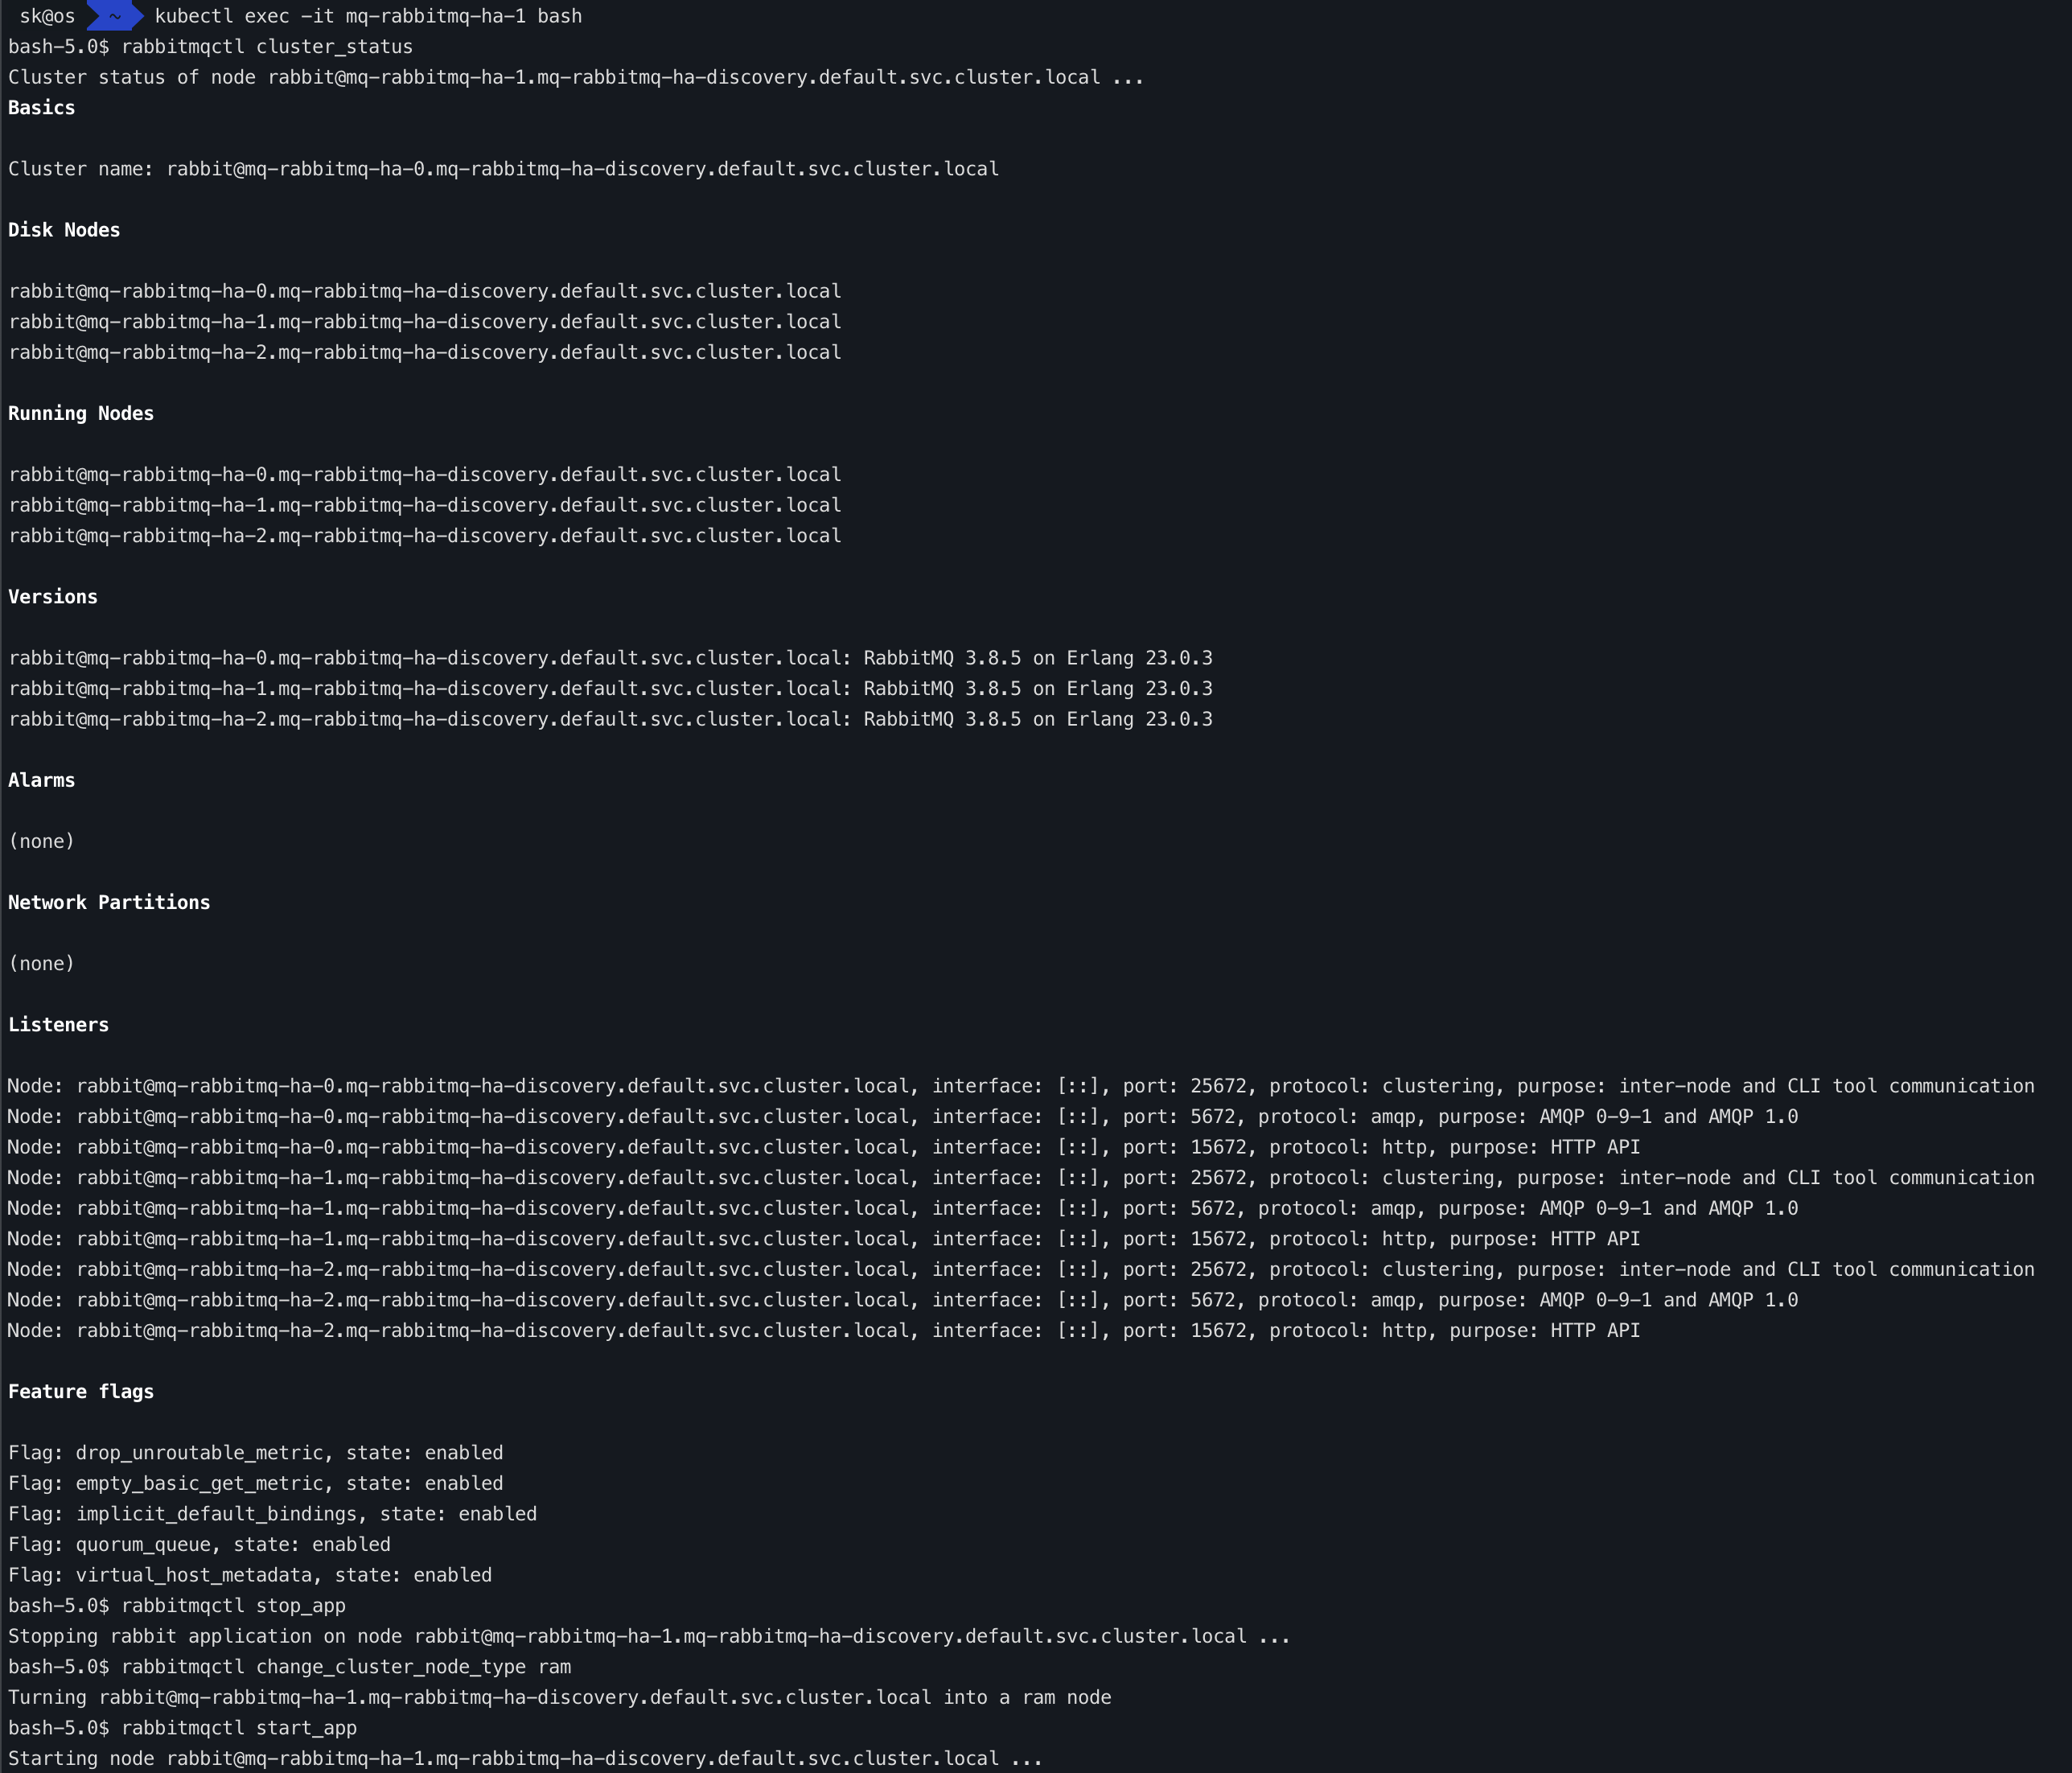 sk@os ~ kubectl exec -it mq-rabbitmq-ha-1 bash
bash-5.0$ rabbitmqctl cluster_status
Cluster status of node rabbit@mq-rabbitmq-ha-1.mq-rabbitmq-ha-discovery.default.svc.cluster.local ...
Basics
Cluster name: rabbit@mq-rabbitmq-ha-0.mq-rabbitmq-ha-discovery.default.svc.cluster.local
Disk Nodes
rabbit@mq-rabbitmq-ha-0.mq-rabbitmq-ha-discovery.default.svc.cluster.local
rabbit@mq-rabbitmq-ha-1.mq-rabbitmq-ha-discovery.default.svc.cluster.local
rabbit@mq-rabbitmq-ha-2.mq-rabbitmq-ha-discovery.default.svc.cluster.local
Running Nodes
rabbit@mq-rabbitmq-ha-0.mq-rabbitmq-ha-discovery.default.svc.cluster.local
rabbit@mq-rabbitmq-ha-1.mq-rabbitmq-ha-discovery.default.svc.cluster.local
rabbit@mq-rabbitmq-ha-2.mq-rabbitmq-ha-discovery.default.svc.cluster.local
Versions
rabbit@mq-rabbitmq-ha-0.mq-rabbitmq-ha-discovery.default.svc.cluster.local: RabbitMQ 3.8.5 on Erlang 23.0.3
rabbit@mq-rabbitmq-ha-1.mq-rabbitmq-ha-discovery.default.svc.cluster.local: RabbitMQ 3.8.5 on Erlang 23.0.3
rabbit@mq-rabbitmq-ha-2.mq-rabbitmq-ha-discovery.default.svc.cluster.local: RabbitMQ 3.8.5 on Erlang 23.0.3
Alarms
(none)
Network Partitions
(none)
Listeners
Node: rabbit@mq-rabbitmq-ha-0.mq-rabbitmq-ha-discovery.default.svc.cluster.local, interface: [::], port: 25672, protocol: clustering, purpose: inter-node and CLI tool communication
Node: rabbit@mq-rabbitmq-ha-0.mq-rabbitmq-ha-discovery.default.svc.cluster.local, interface: [::], port: 5672, protocol: amqp, purpose: AMQP 0-9-1 and AMQP 1.0
Node: rabbit@mq-rabbitmq-ha-0.mq-rabbitmq-ha-discovery.default.svc.cluster.local, interface: [::], port: 15672, protocol: http, purpose: HTTP API
Node: rabbit@mq-rabbitmq-ha-1.mq-rabbitmq-ha-discovery.default.svc.cluster.local, interface: [::], port: 25672, protocol: clustering, purpose: inter-node and CLI tool communication
Node: rabbit@mq-rabbitmq-ha-1.mq-rabbitmq-ha-discovery.default.svc.cluster.local, interface: [::], port: 5672, protocol: amqp, purpose: AMQP 0-9-1 and AMQP 1.0
Node: rabbit@mq-rabbitmq-ha-1.mq-rabbitmq-ha-discovery.default.svc.cluster.local, interface: [::], port: 15672, protocol: http, purpose: HTTP API
Node: rabbit@mq-rabbitmq-ha-2.mq-rabbitmq-ha-discovery.default.svc.cluster.local, interface: [::], port: 25672, protocol: clustering, purpose: inter-node and CLI tool communication
Node: rabbit@mq-rabbitmq-ha-2.mq-rabbitmq-ha-discovery.default.svc.cluster.local, interface: [::], port: 5672, protocol: amqp, purpose: AMQP 0-9-1 and AMQP 1.0
Node: rabbit@mq-rabbitmq-ha-2.mq-rabbitmq-ha-discovery.default.svc.cluster.local, interface: [::], port: 15672, protocol: http, purpose: HTTP API
Feature flags
Flag: drop_unroutable_metric, state: enabled
Flag: empty_basic_get_metric, state: enabled
Flag: implicit_default_bindings, state: enabled
Flag: quorum_queue, state: enabled
Flag: virtual_host_metadata, state: enabled
bash-5.0$ rabbitmqctl stop_app
Stopping rabbit application on node rabbit@mq-rabbitmq-ha-1.mq-rabbitmq-ha-discovery.default.svc.cluster.local ...
bash-5.0$ rabbitmqctl change_cluster_node_type ram
Turning rabbit@mq-rabbitmq-ha-1.mq-rabbitmq-ha-discovery.default.svc.cluster.local into a ram node
bash-5.0$ rabbitmqctl start_app
Starting node rabbit@mq-rabbitmq-ha-1.mq-rabbitmq-ha-discovery.default.svc.cluster.local ...